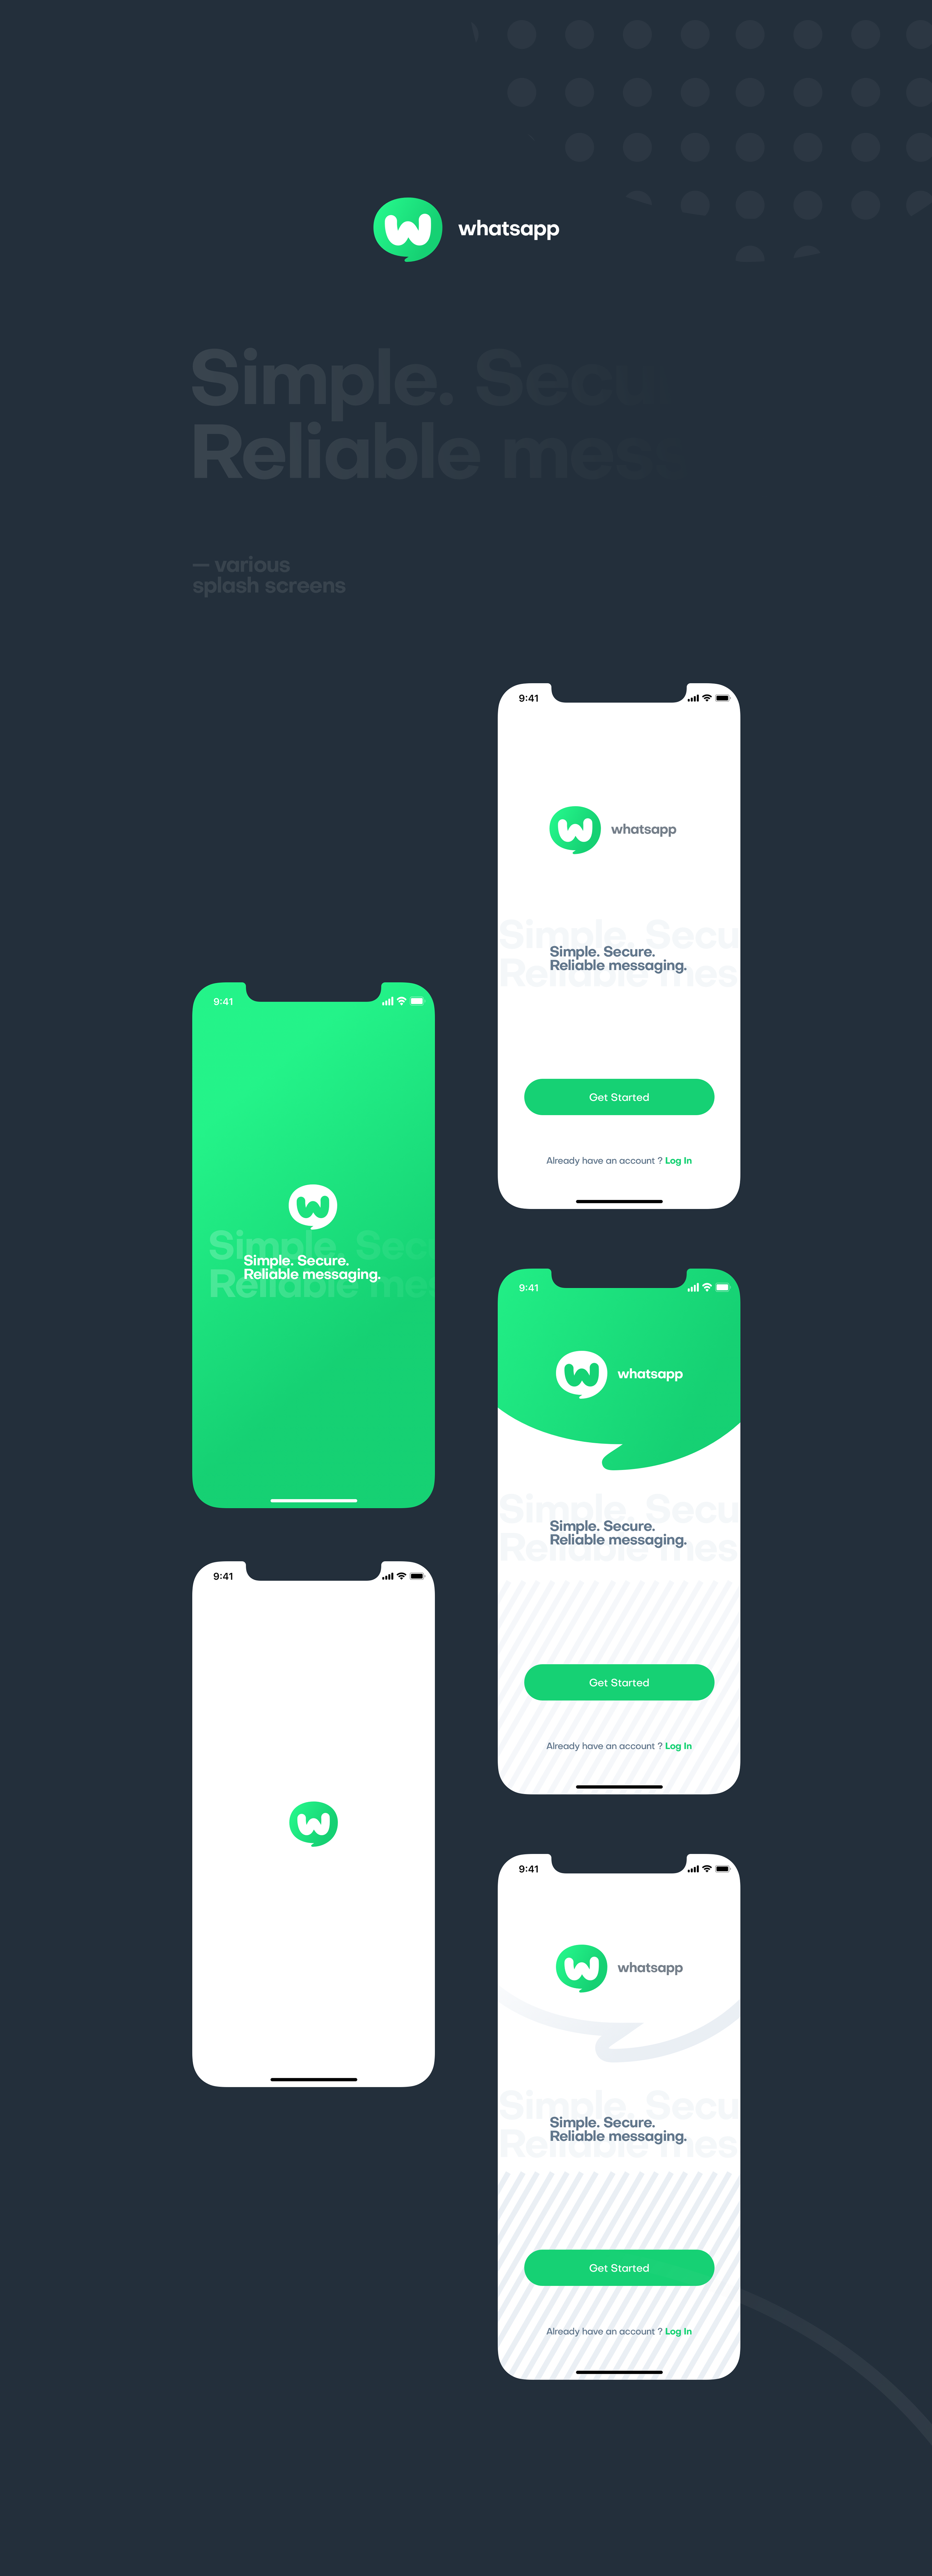 whatsapp
Simple. Secu
Reliable mess
— various
splash screens
9:41
whatsapp
Simple. Secu
Reliable mes
Simple. Secure.
Reliable messaging.
Get Started
Already have an account ? Log In
9:41
Simple. Secu
Reliable mes
Simple. Secure.
Reliable messaging.
9:41
whatsapp
Simple. Secu
Reliable mes
Simple. Secure.
Reliable messaging.
Get Started
Already have an account ? Log In
9:41
9:41
whatsapp
Simple. Secu
Reliable mes
Simple. Secure.
Reliable messaging.
Get Started
Already have an account ? Log In